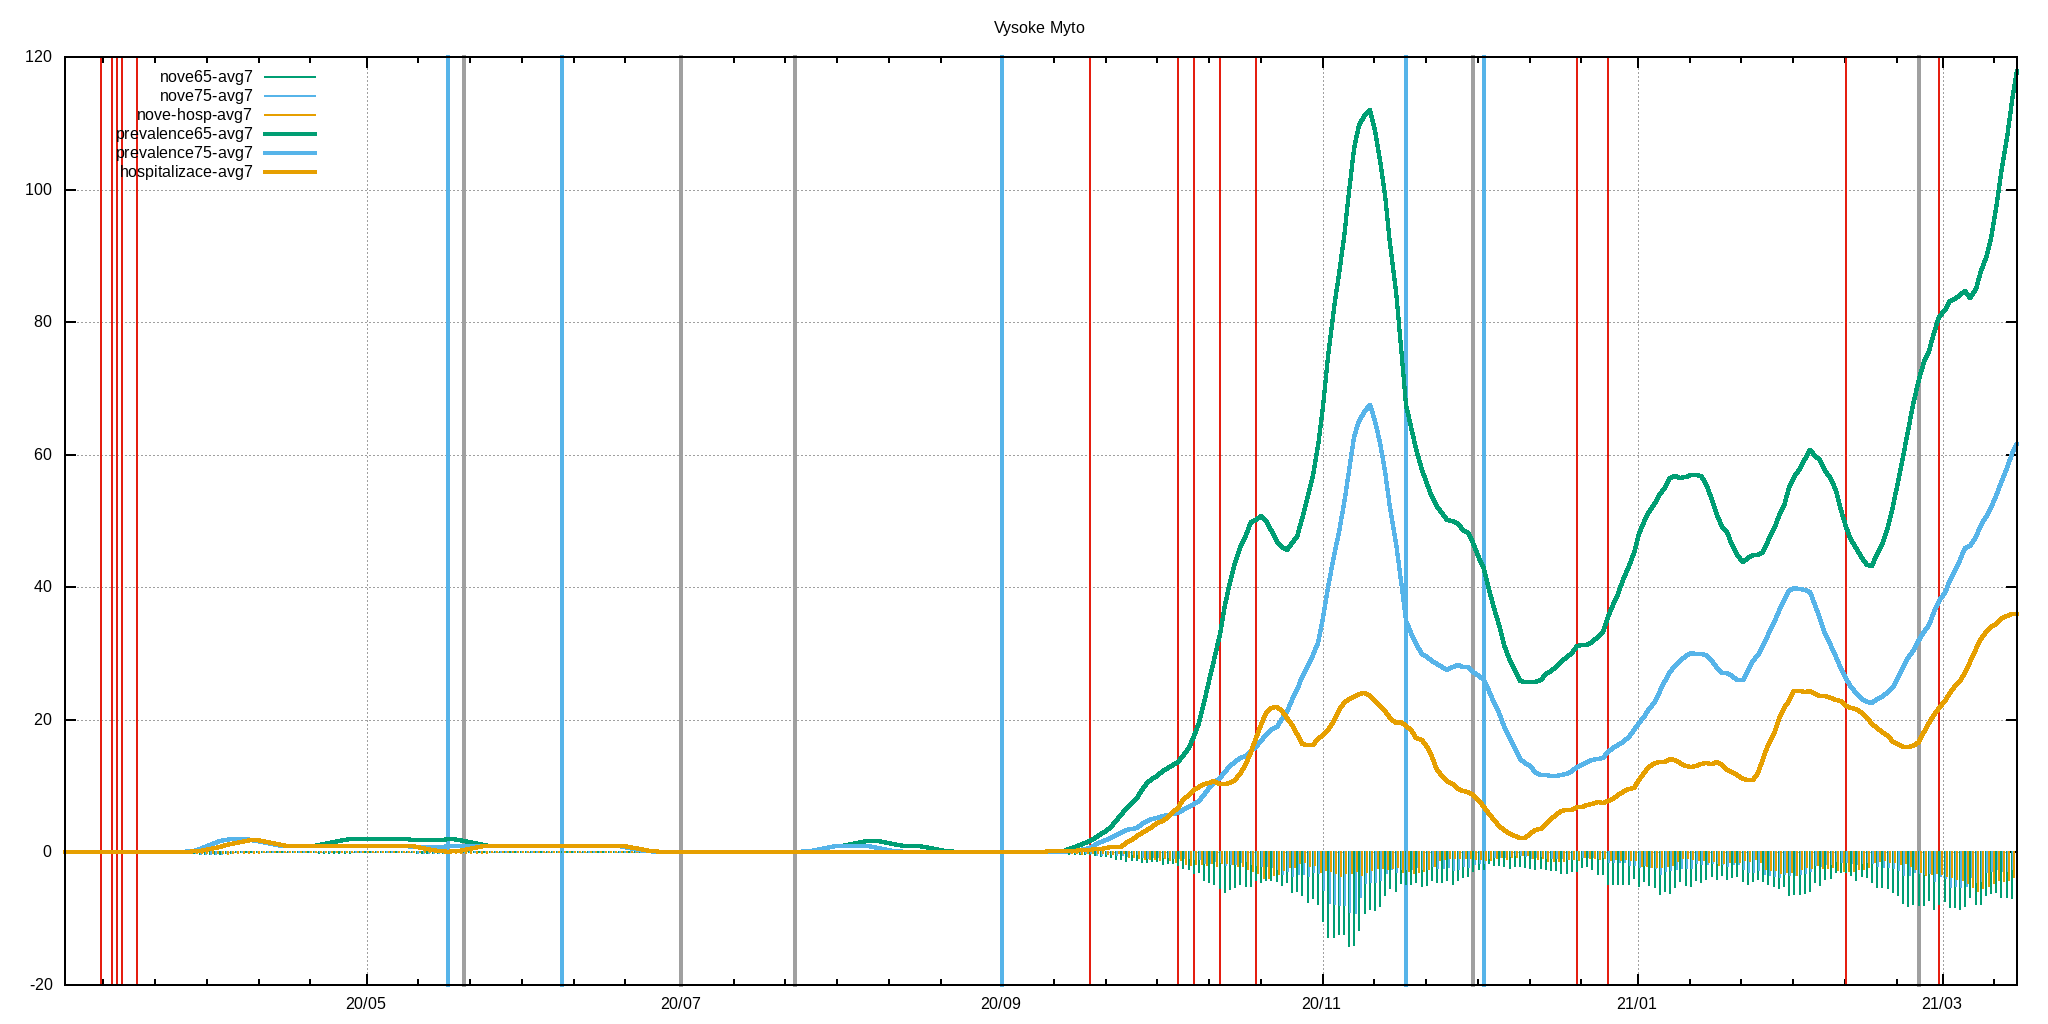 Vysoke Myto
120
100
80
60
40
20
0
-20
nove65-avg7
nove75-avg7
nove-hosp-avg7
prevalence65-avg7
prevalence75-avg7
hospitalizace-avg7
20/05
20/07
20/09
20/11
21/01
21/03